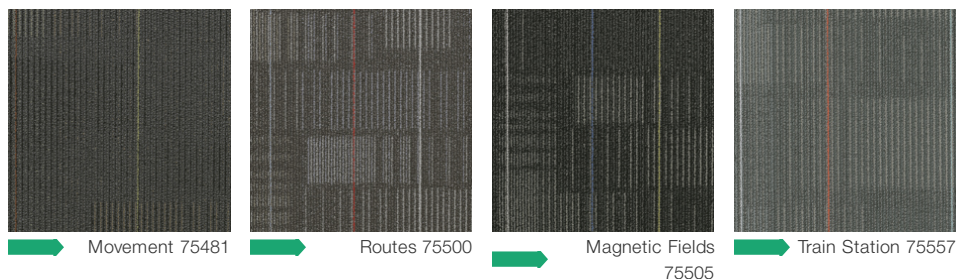 Movement 75481
Routes 75500
Magnetic Fields
75505
Train Station 75557